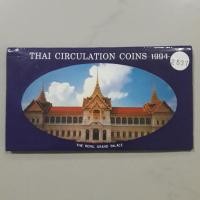 THAI CIRCULATION COINS 1994
THE ROYAL GRAND PALACE